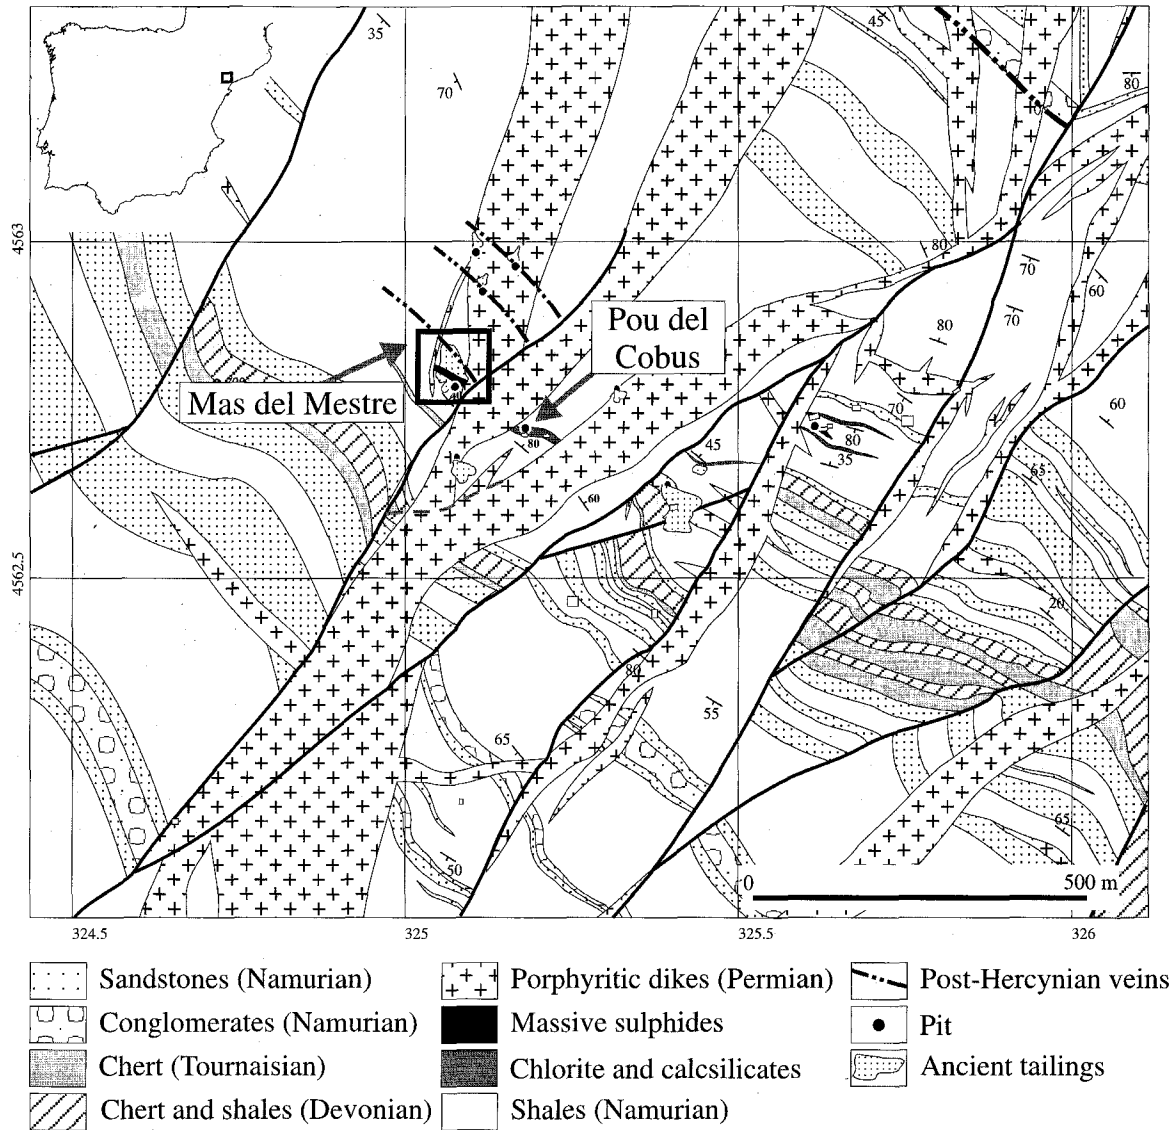 35
70
45
80
4563
80
70
60
70
80
Pou del
Cobus
Mas del Mestre
80
45
60
70
80
35
60
65
4562.5
20
80
55
65
50
65
0
500 m
324.5
325
325.5
326
Sandstones (Namurian)
Porphyritic dikes (Permian)
Post-Hercynian veins
Conglomerates (Namurian)
Massive sulphides
Pit
Chert (Tournaisian)
Chlorite and calcsilicates
Ancient tailings
Chert and shales (Devonian)
Shales (Namurian)